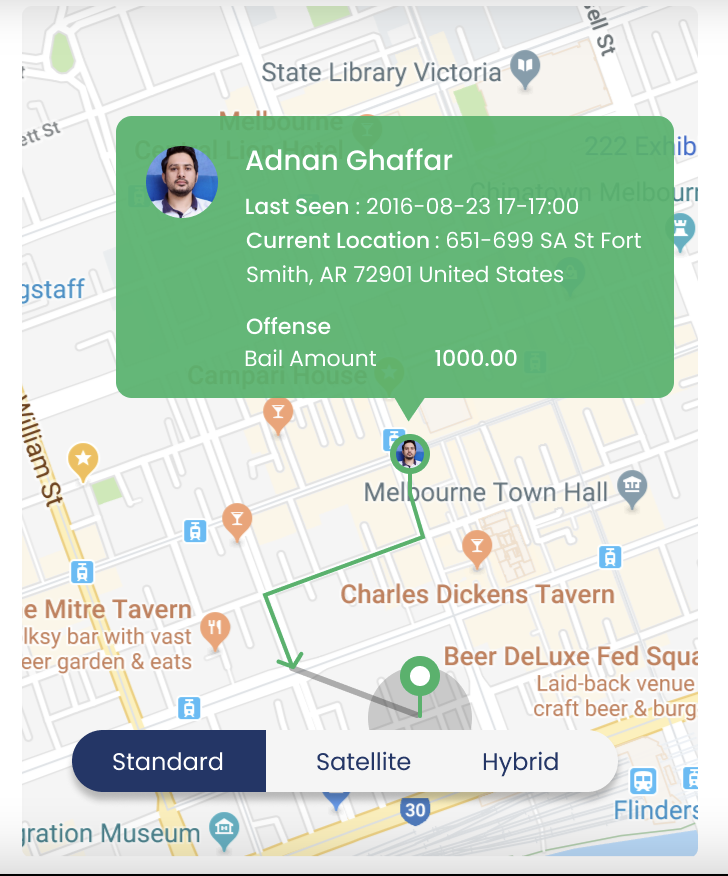 ell St
State Library Victoria
ett St
Melbourne
Central Lion Hotel
222 Exhib
Chinatown Melbour
Adnan Ghaffar
Last Seen : 2016-08-23 17-17:00
Current Location : 651-699 SA St Fort
Smith, AR 72901 United States
gstaff
Offense
Bail Amount 1000.00
Campari House
William St
Melbourne Town Hall
Charles Dickens Tavern
e Mitre Tavern
lksy bar with vast
eer garden & eats
Beer DeLuxe Fed Squa
Laid-back venue
craft beer & burg
Standard Satellite Hybrid
30
Flinders
gration Museum